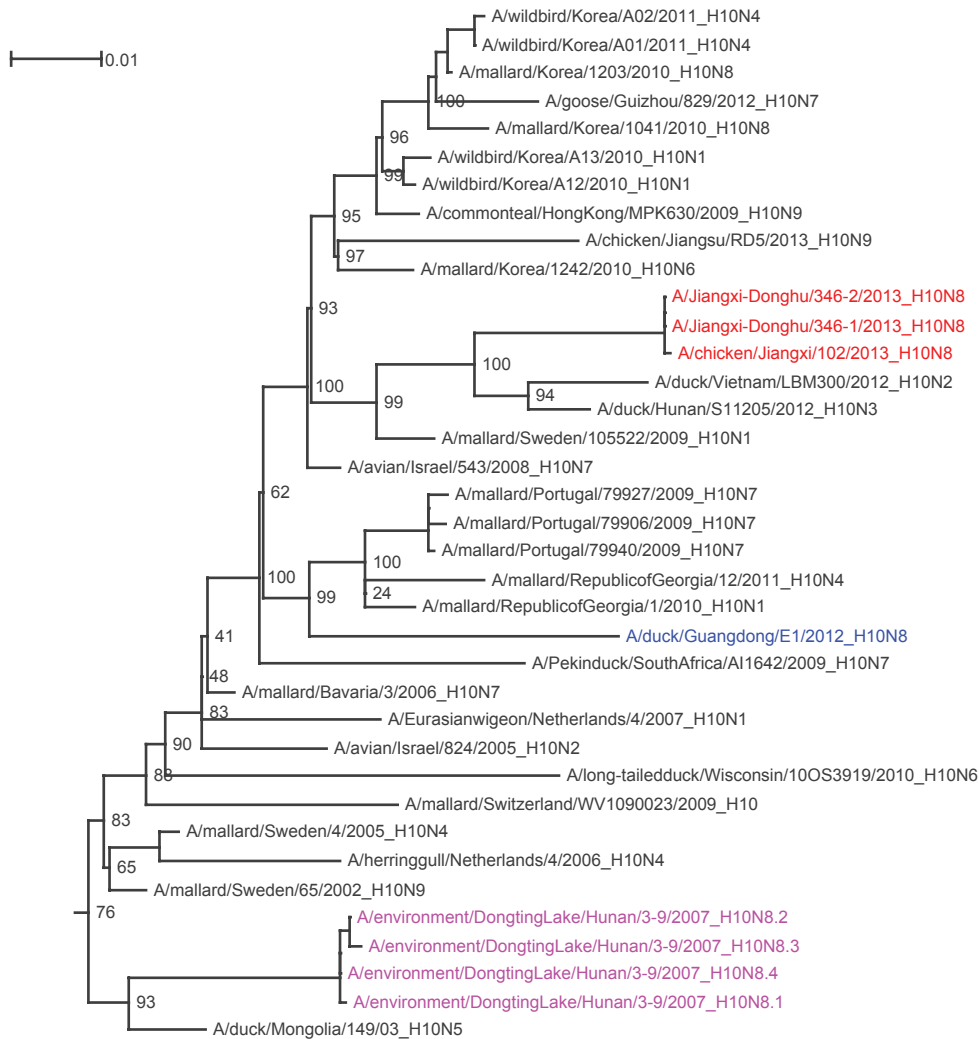 A/wildbird/Korea/A02/2011_H10N4
A/wildbird/Korea/A01/2011_H10N4
0.01
A/mallard/Korea/1203/2010_H10N8
100
A/goose/Guizhou/829/2012_H10N7
A/mallard/Korea/1041/2010_H10N8
96
A/wildbird/Korea/A13/2010_H10N1
99
A/wildbird/Korea/A12/2010_H10N1
95
A/commonteal/HongKong/MPK630/2009_H10N9
A/chicken/Jiangsu/RD5/2013_H10N9
97
A/mallard/Korea/1242/2010_H10N6
A/Jiangxi-Donghu/346-2/2013_H10N8
93
A/Jiangxi-Donghu/346-1/2013_H10N8
A/chicken/Jiangxi/102/2013_H10N8
100
A/duck/Vietnam/LBM300/2012_H10N2
100
94
A/duck/Hunan/S11205/2012_H10N3
99
A/mallard/Sweden/105522/2009_H10N1
A/avian/Israel/543/2008_H10N7
62
A/mallard/Portugal/79927/2009_H10N7
A/mallard/Portugal/79906/2009_H10N7
A/mallard/Portugal/79940/2009_H10N7
100
100
A/mallard/RepublicofGeorgia/12/2011_H10N4
99
24
A/mallard/RepublicofGeorgia/1/2010_H10N1
41
A/duck/Guangdong/E1/2012_H10N8
A/Pekinduck/SouthAfrica/AI1642/2009_H10N7
48
A/mallard/Bavaria/3/2006_H10N7
83
A/Eurasianwigeon/Netherlands/4/2007_H10N1
90
A/avian/Israel/824/2005_H10N2
83
A/long-tailedduck/Wisconsin/10OS3919/2010_H10N6
A/mallard/Switzerland/WV1090023/2009_H10
83
A/mallard/Sweden/4/2005_H10N4
65
A/herringgull/Netherlands/4/2006_H10N4
A/mallard/Sweden/65/2002_H10N9
76
A/environment/DongtingLake/Hunan/3-9/2007_H10N8.2
A/environment/DongtingLake/Hunan/3-9/2007_H10N8.3
A/environment/DongtingLake/Hunan/3-9/2007_H10N8.4
93
A/environment/DongtingLake/Hunan/3-9/2007_H10N8.1
A/duck/Mongolia/149/03_H10N5